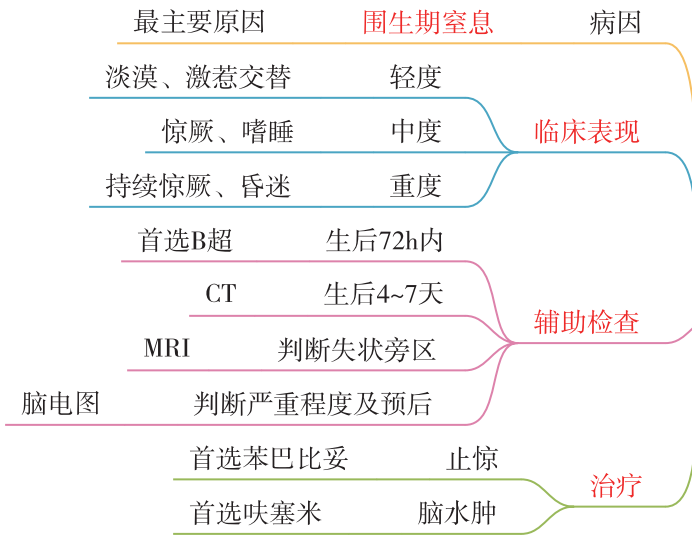 最主要原因 围生期窒息 病因
淡漠、激惹交替 轻度
惊厥、嗜睡 中度 临床表现
持续惊厥、昏迷 重度
首选B超 生后72h内
CT 生后4~7天
辅助检查
MRI 判断失状旁区
脑电图 判断严重程度及预后
首选苯巴比妥 止惊
治疗
首选呋塞米 脑水肿